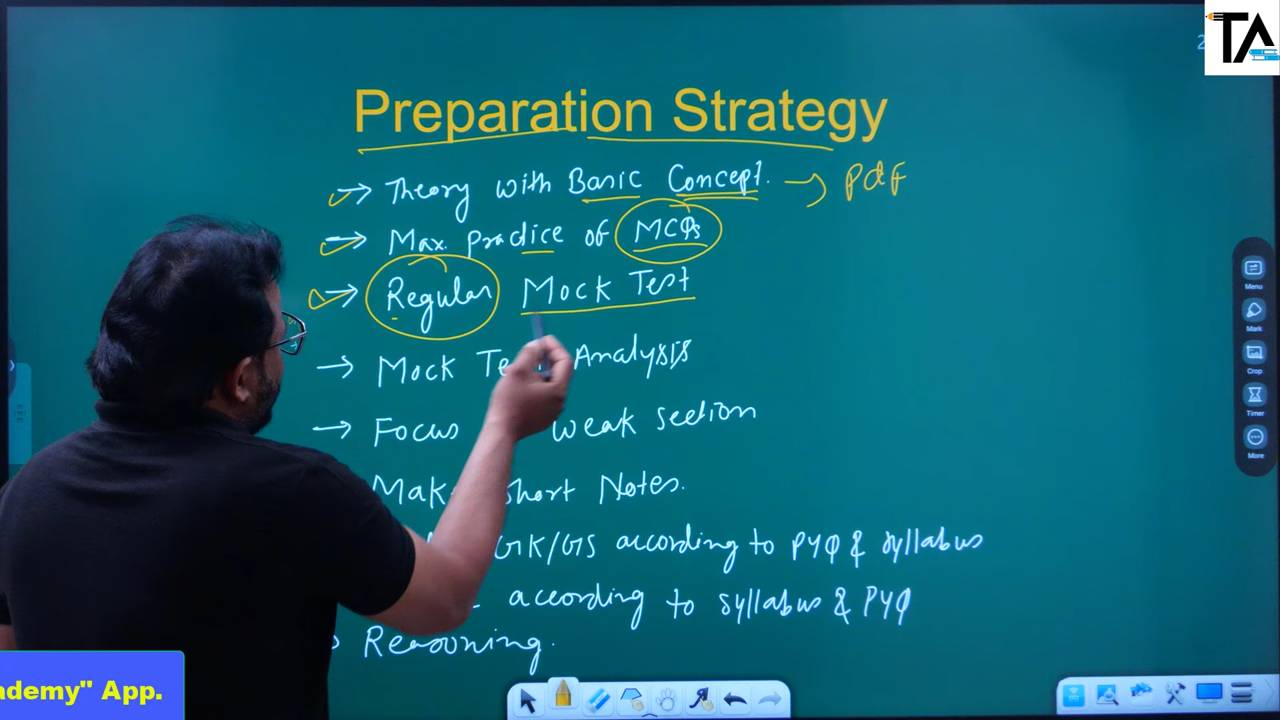 TA
Preparation Strategy
→ Theory with Basic Concept. → Pdf
→ Max. practice of MCQs
→ Regular Mock Test
→ Mock Analysis
→ Focus weak section
short Notes.
GK/GS according to PYQ & syllabus
according to syllabus & PYQ
Reasoning.
ademy" App.
Menu
Mark
Crop
Timer
More